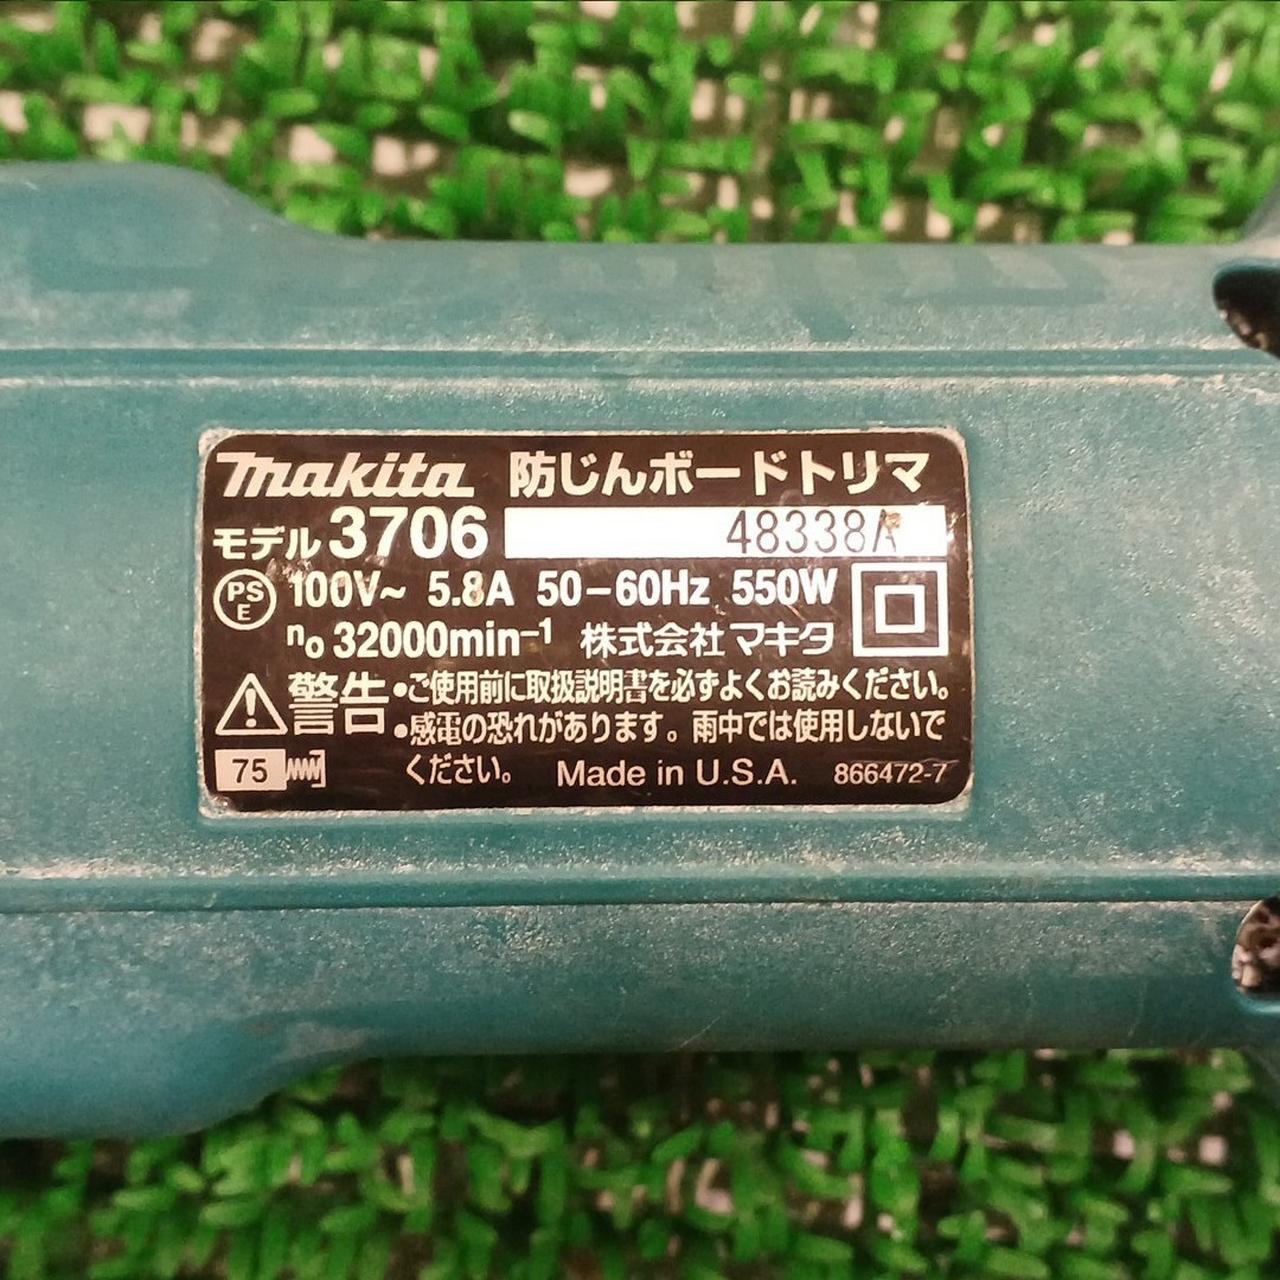 makita 防じんボードトリマ
モデル 3706 48338A
PS E 100V~ 5.8A 50-60Hz 550W
no 32000min-1 株式会社マキタ
警告 •ご使用前に取扱説明書を必ずよくお読みください。
•感電の恐れがあります。雨中では使用しないで
ください。
75 Made in U.S.A. 866472-7